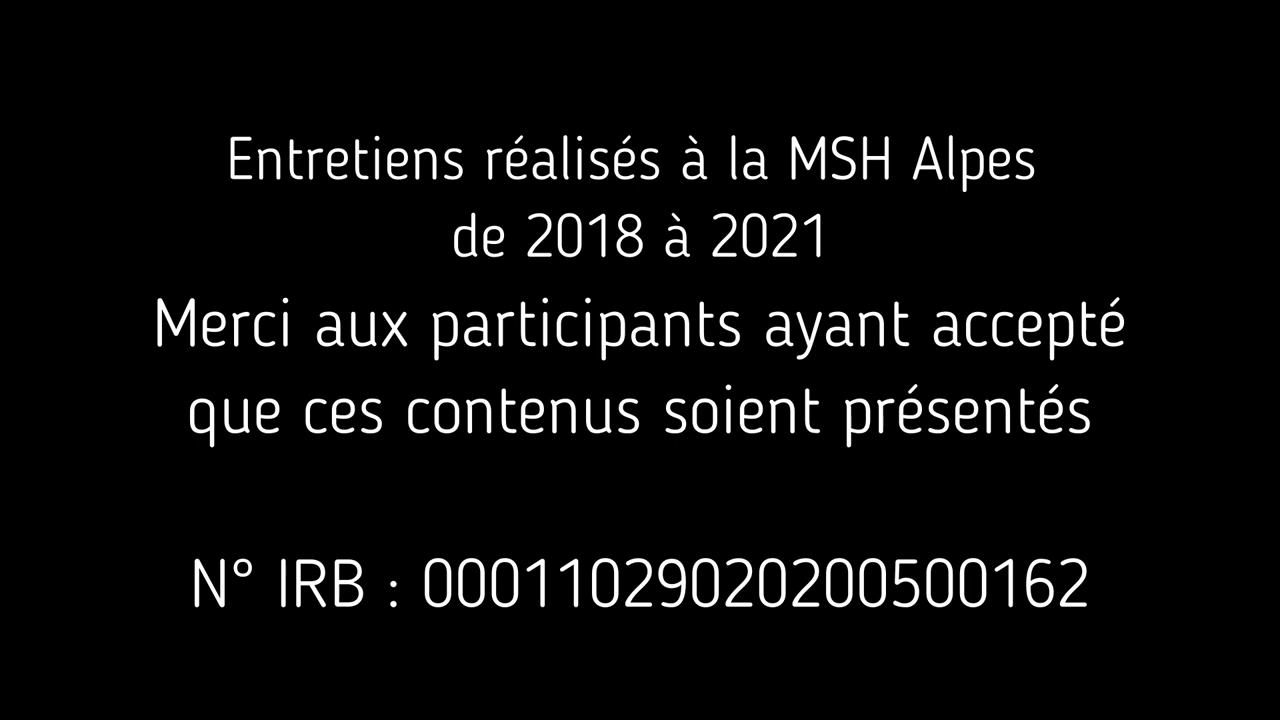 Entretiens réalisés à la MSH Alpes
de 2018 à 2021
Merci aux participants ayant accepté
que ces contenus soient présentés
N° IRB : 00011029020200500162